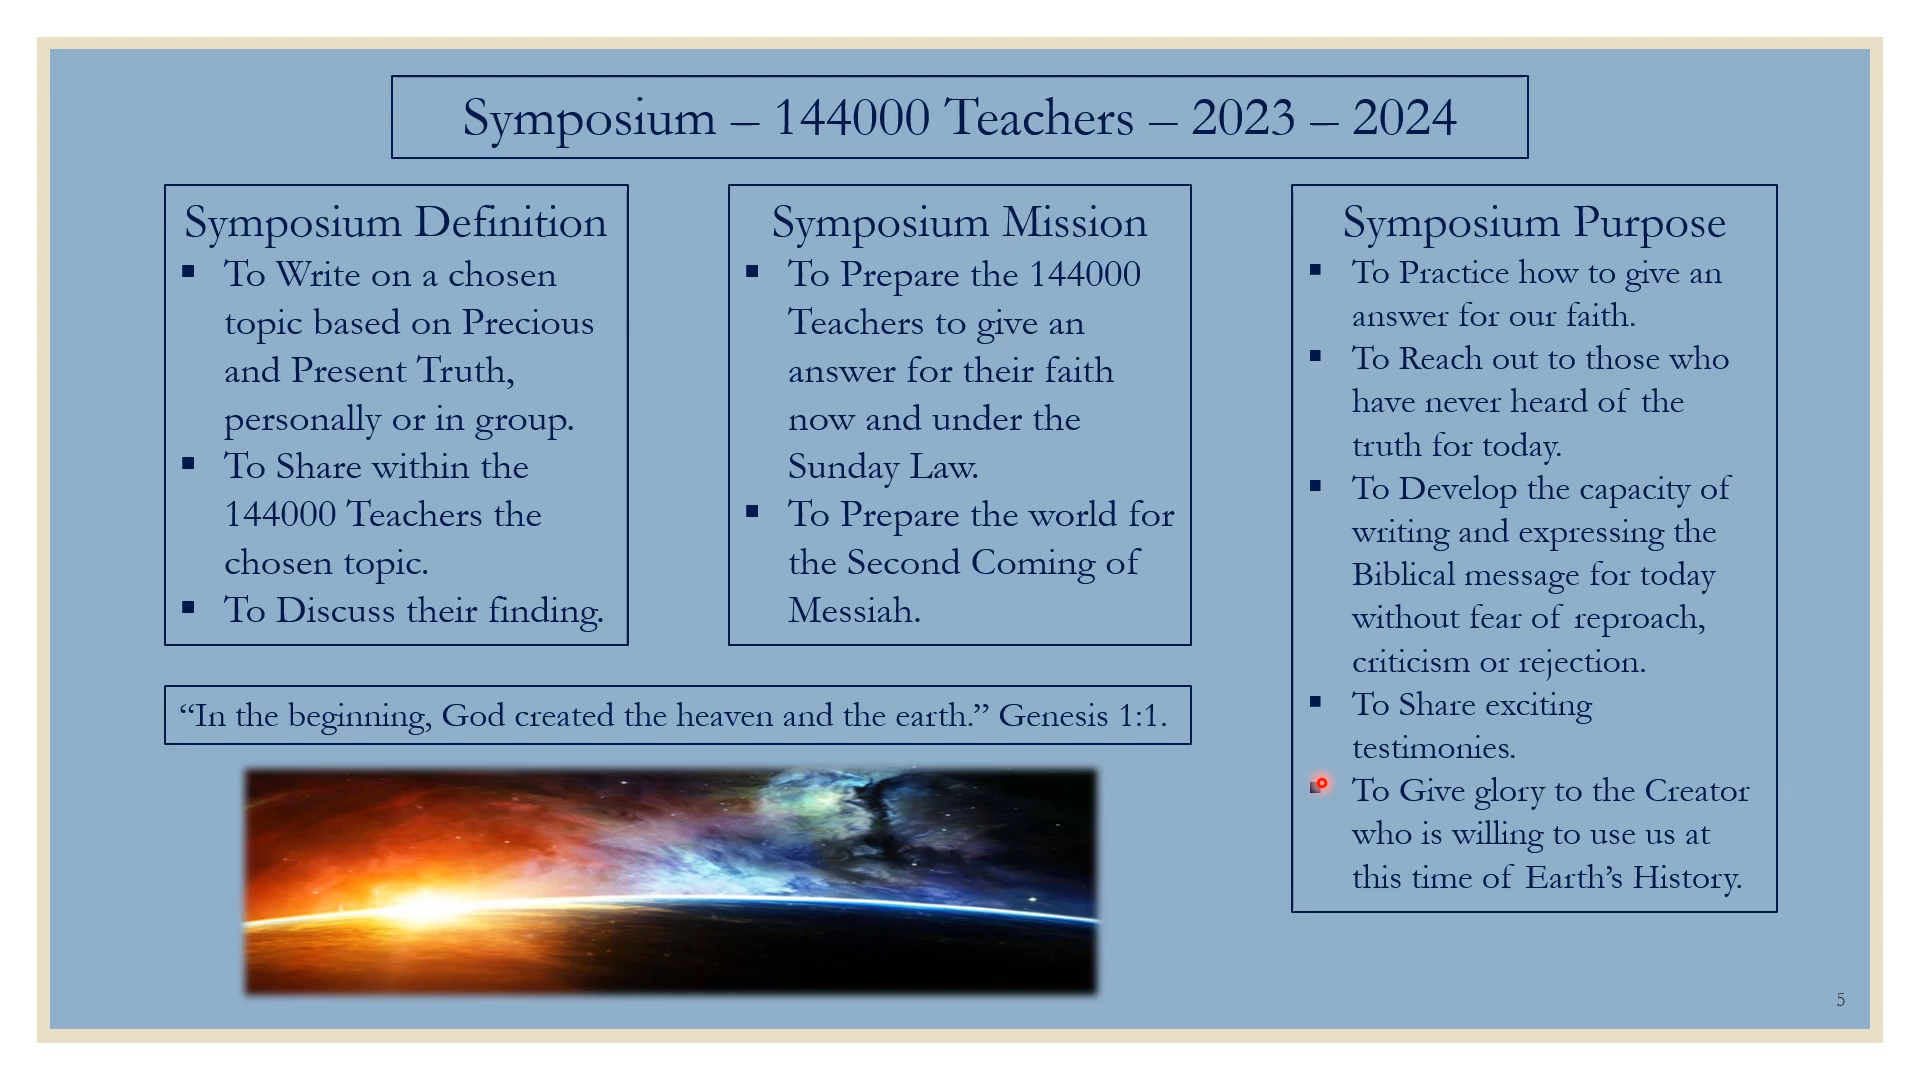 Symposium – 144000 Teachers – 2023 – 2024
Symposium Definition
▪ To Write on a chosen
topic based on Precious
and Present Truth,
personally or in group.
▪ To Share within the
144000 Teachers the
chosen topic.
▪ To Discuss their finding.
Symposium Mission
▪ To Prepare the 144000
Teachers to give an
answer for their faith
now and under the
Sunday Law.
▪ To Prepare the world for
the Second Coming of
Messiah.
Symposium Purpose
▪ To Practice how to give an
answer for our faith.
▪ To Reach out to those who
have never heard of the
truth for today.
▪ To Develop the capacity of
writing and expressing the
Biblical message for today
without fear of reproach,
criticism or rejection.
▪ To Share exciting
testimonies.
▪ To Give glory to the Creator
who is willing to use us at
this time of Earth’s History.
“In the beginning, God created the heaven and the earth.” Genesis 1:1.
5